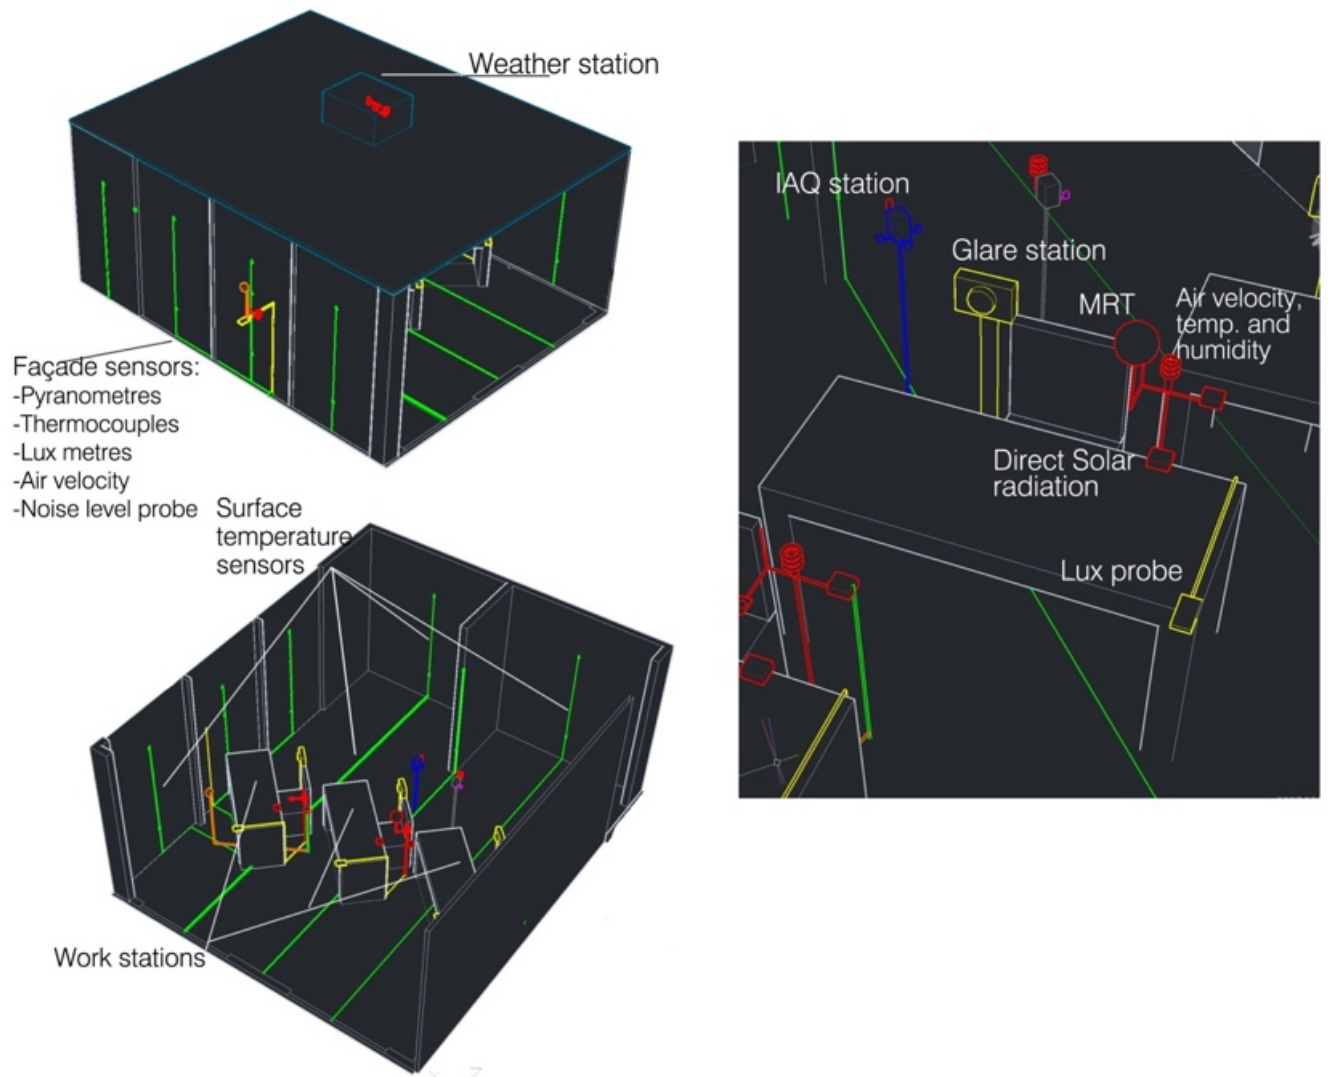 Weather station
Façade sensors:
-Pyranometres
-Thermocouples
-Lux metres
-Air velocity
-Noise level probe
Surface
temperature
sensors
Work stations
IAQ station
Glare station
MRT
Air velocity,
temp. and
humidity
Direct Solar
radiation
Lux probe